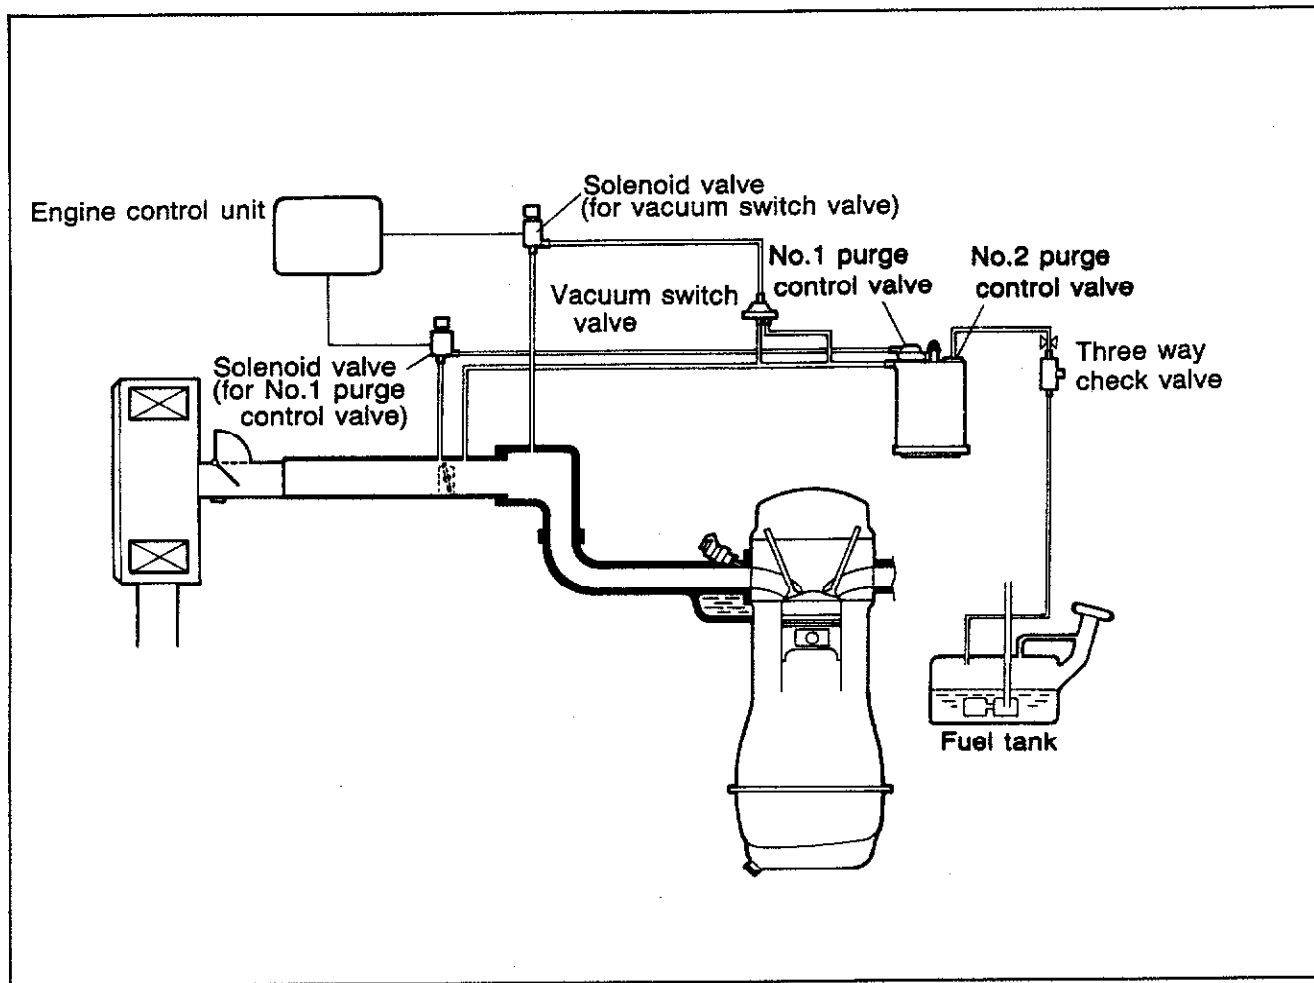 Engine control unit
Solenoid valve
(for vacuum switch valve)
No.1 purge
control valve
No.2 purge
control valve
Vacuum switch
valve
Three way
check valve
Solenoid valve
(for No.1 purge
control valve)
Fuel tank